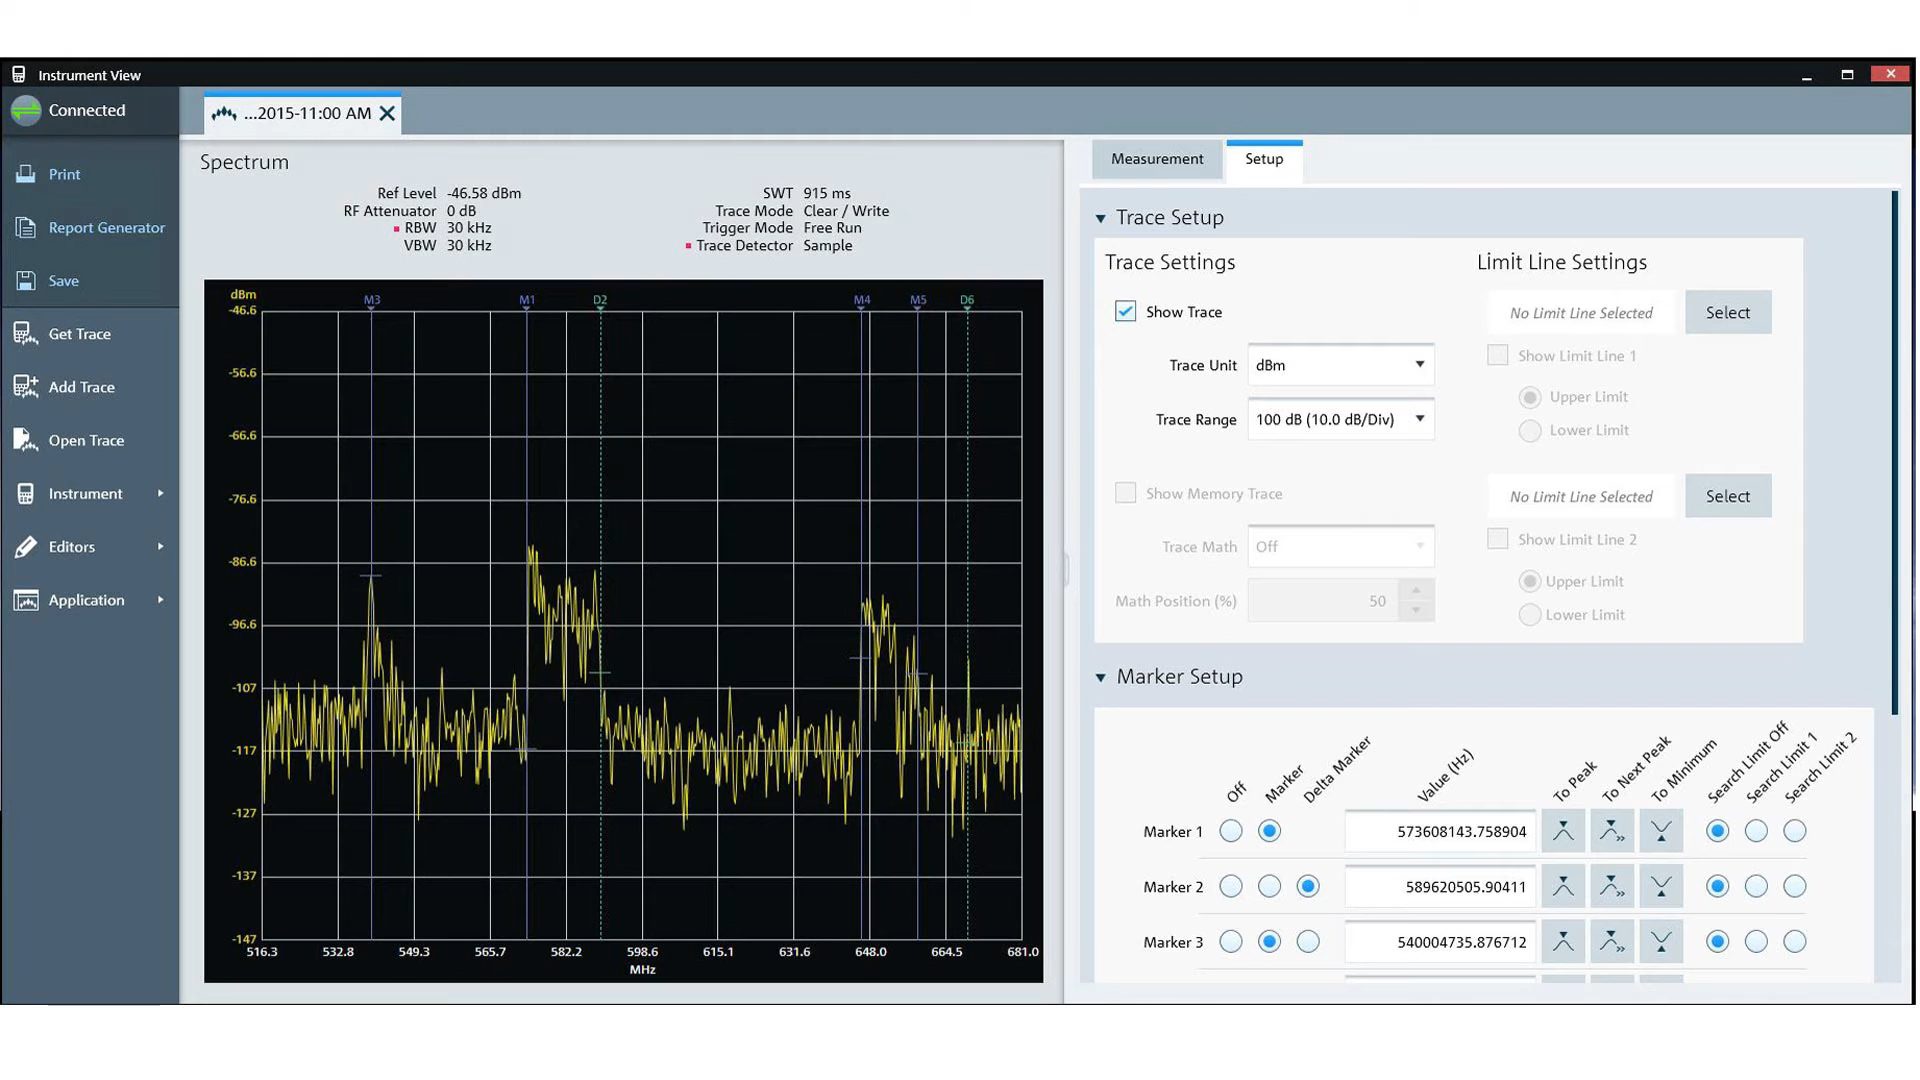 Instrument View
Connected
...2015-11:00 AM
Print
Report Generator
Save
Get Trace
Add Trace
Open Trace
Instrument
Editors
Application
Spectrum
Ref Level -46.58 dBm
RF Attenuator 0 dB
RBW 30 kHz
VBW 30 kHz
SWT 915 ms
Trace Mode Clear / Write
Trigger Mode Free Run
Trace Detector Sample
dBm
M3 M1 D2 M4 M5 D6
-46.6
-56.6
-66.6
-76.6
-86.6
-96.6
-107
-117
-127
-137
-147
516.3 532.8 549.3 565.7 582.2 598.6 615.1 631.6 648.0 664.5 681.0
MHz
Measurement Setup
Trace Setup
Trace Settings
Show Trace
Trace Unit dBm
Trace Range 100 dB (10.0 dB/Div)
Show Memory Trace
Trace Math Off
Math Position (%) 50
Limit Line Settings
No Limit Line Selected Select
Show Limit Line 1
Upper Limit
Lower Limit
No Limit Line Selected Select
Show Limit Line 2
Upper Limit
Lower Limit
Marker Setup
Off Marker Delta Marker Value (Hz) To Peak To Next Peak To Minimum Search Limit Off Search Limit 1 Search Limit 2
Marker 1 573608143.758904
Marker 2 589620505.90411
Marker 3 540004735.876712